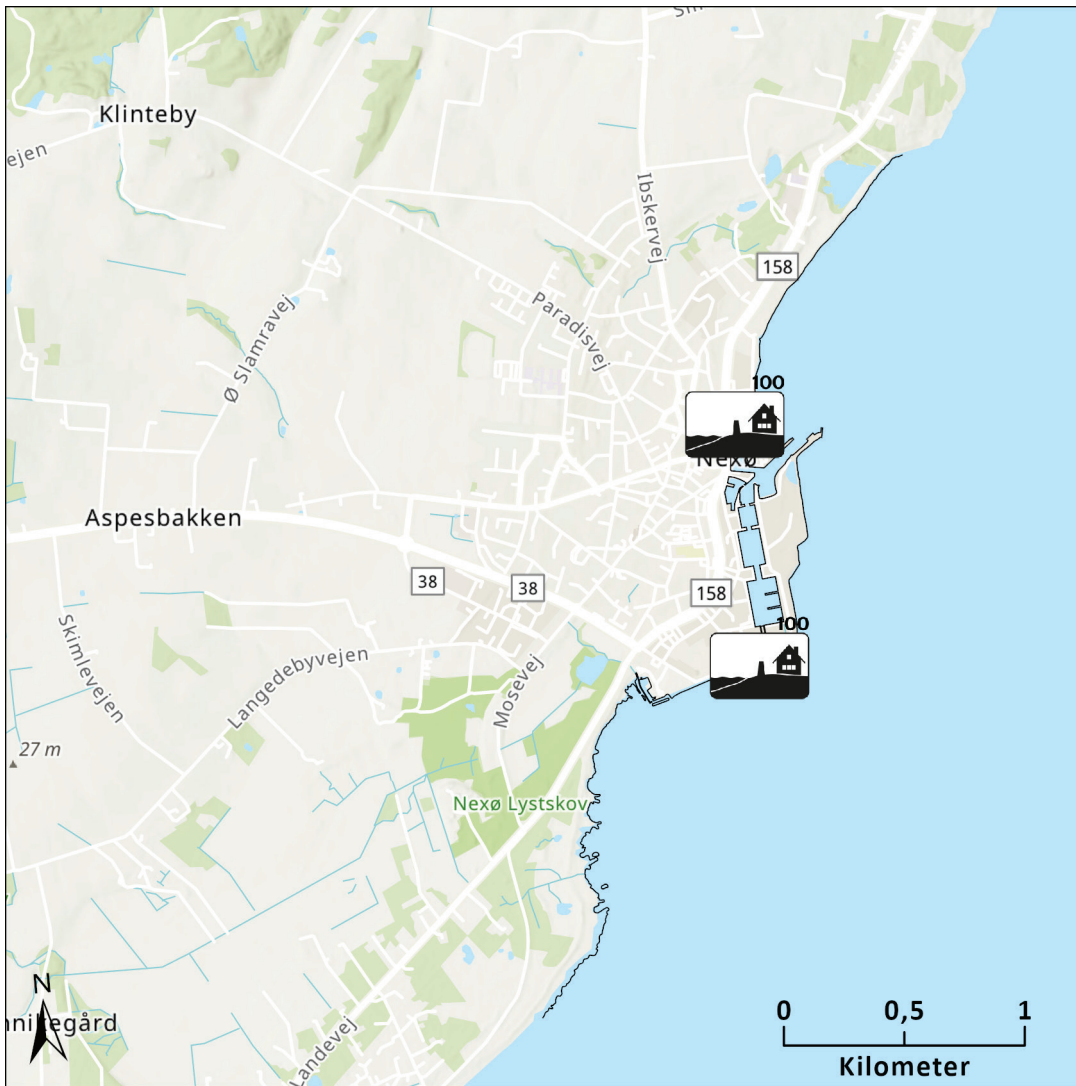 Klinteby
Ibskervej
158
Paradisvej
Ø Slamravej
100
Nexø
Aspesbakken
38
38
158
100
Skimlevejen
Langedebyvejen
Mosevej
27 m
Nexø Lystskov
N
Landevej
0
0,5
1
Kilometer